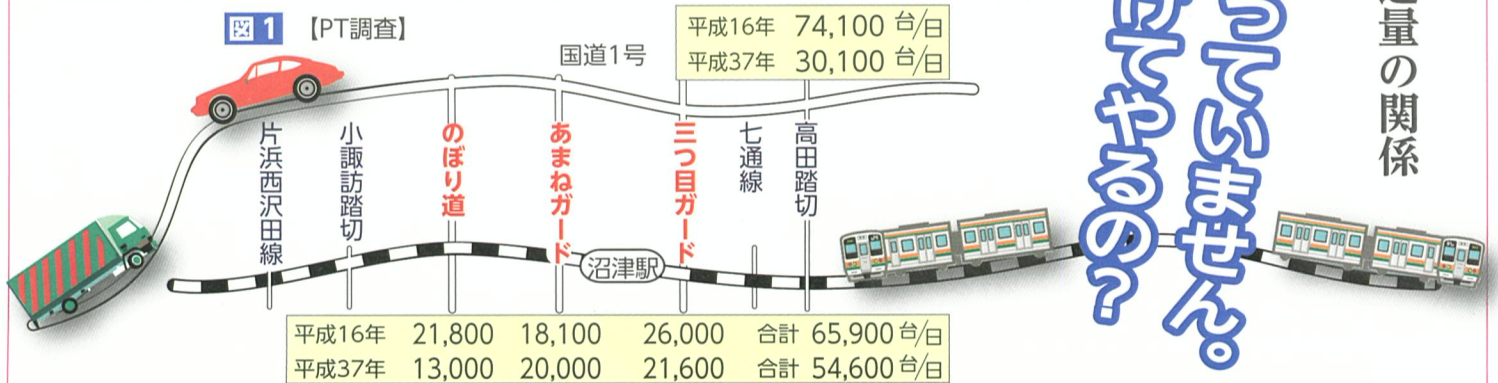 量の関係
っていません。
けてやるの?
図1 【PT調査】
国道1号
平成16年 74,100 台/日
平成37年 30,100 台/日
片浜西沢田線
小諏訪踏切
のぼり道
あまねガード
三つ目ガード
七通線
高田踏切
沼津駅
平成16年 21,800 18,100 26,000 合計 65,900 台/日
平成37年 13,000 20,000 21,600 合計 54,600 台/日